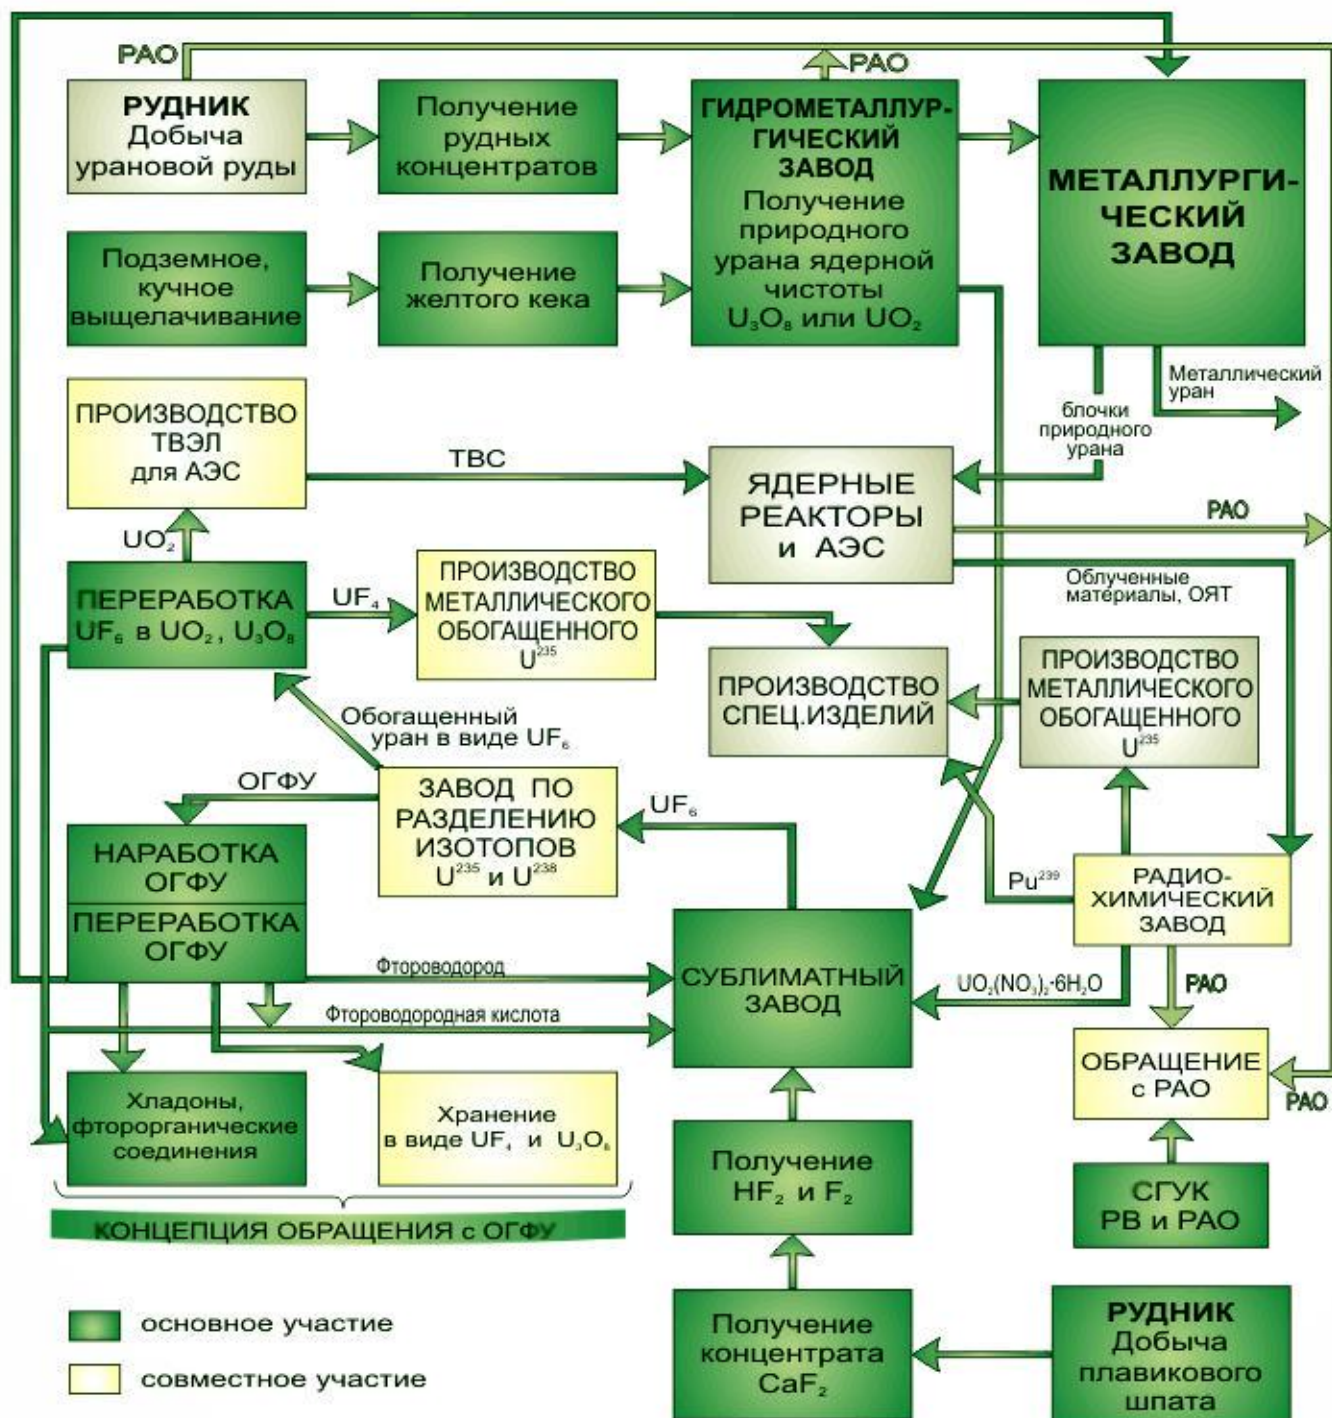 РАО
РАО
РУДНИК
Добыча
урановой руды
Получение
рудных
концентратов
ГИДРОМЕТАЛЛУР-
ГИЧЕСКИЙ
ЗАВОД
Получение
природного
урана ядерной
чистоты
U₃O₈ или UO₂
МЕТАЛЛУРГИ-
ЧЕСКИЙ
ЗАВОД
Подземное,
кучное
выщелачивание
Получение
желтого кека
Металлический
уран
блочки
природного
урана
ПРОИЗВОДСТВО
ТВЭЛ
для АЭС
ТВС
ЯДЕРНЫЕ
РЕАКТОРЫ
и АЭС
РАО
UO₂
Облученные
материалы, ОЯТ
ПЕРЕРАБОТКА
UF₆ в UO₂, U₃O₈
UF₄
ПРОИЗВОДСТВО
МЕТАЛЛИЧЕСКОГО
ОБОГАЩЕННОГО
U²³⁵
ПРОИЗВОДСТВО
СПЕЦ.ИЗДЕЛИЙ
ПРОИЗВОДСТВО
МЕТАЛЛИЧЕСКОГО
ОБОГАЩЕННОГО
U²³⁵
Обогащенный
уран в виде UF₆
ОГФУ
ЗАВОД ПО
РАЗДЕЛЕНИЮ
ИЗОТОПОВ
U²³⁵ и U²³⁸
UF₆
НАРАБОТКА
ОГФУ
ПЕРЕРАБОТКА
ОГФУ
Pu²³⁹
РАДИО-
ХИМИЧЕСКИЙ
ЗАВОД
Фтороводород
СУБЛИМАТНЫЙ
ЗАВОД
UO₂(NO₃)₂·6H₂O
РАО
Фтороводородная кислота
ОБРАЩЕНИЕ
с РАО
РАО
Хладоны,
фторорганические
соединения
Хранение
в виде UF₄ и U₃O₈
Получение
HF₂ и F₂
СГУК
РВ и РАО
КОНЦЕПЦИЯ ОБРАЩЕНИЯ с ОГФУ
основное участие
совместное участие
Получение
концентрата
CaF₂
РУДНИК
Добыча
плавикового
шпата